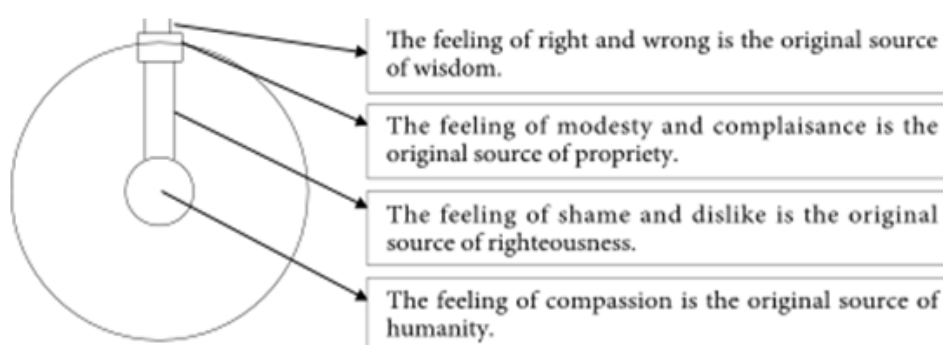 The feeling of right and wrong is the original source
of wisdom.
The feeling of modesty and complaisance is the
original source of propriety.
The feeling of shame and dislike is the original
source of righteousness.
The feeling of compassion is the original source of
humanity.